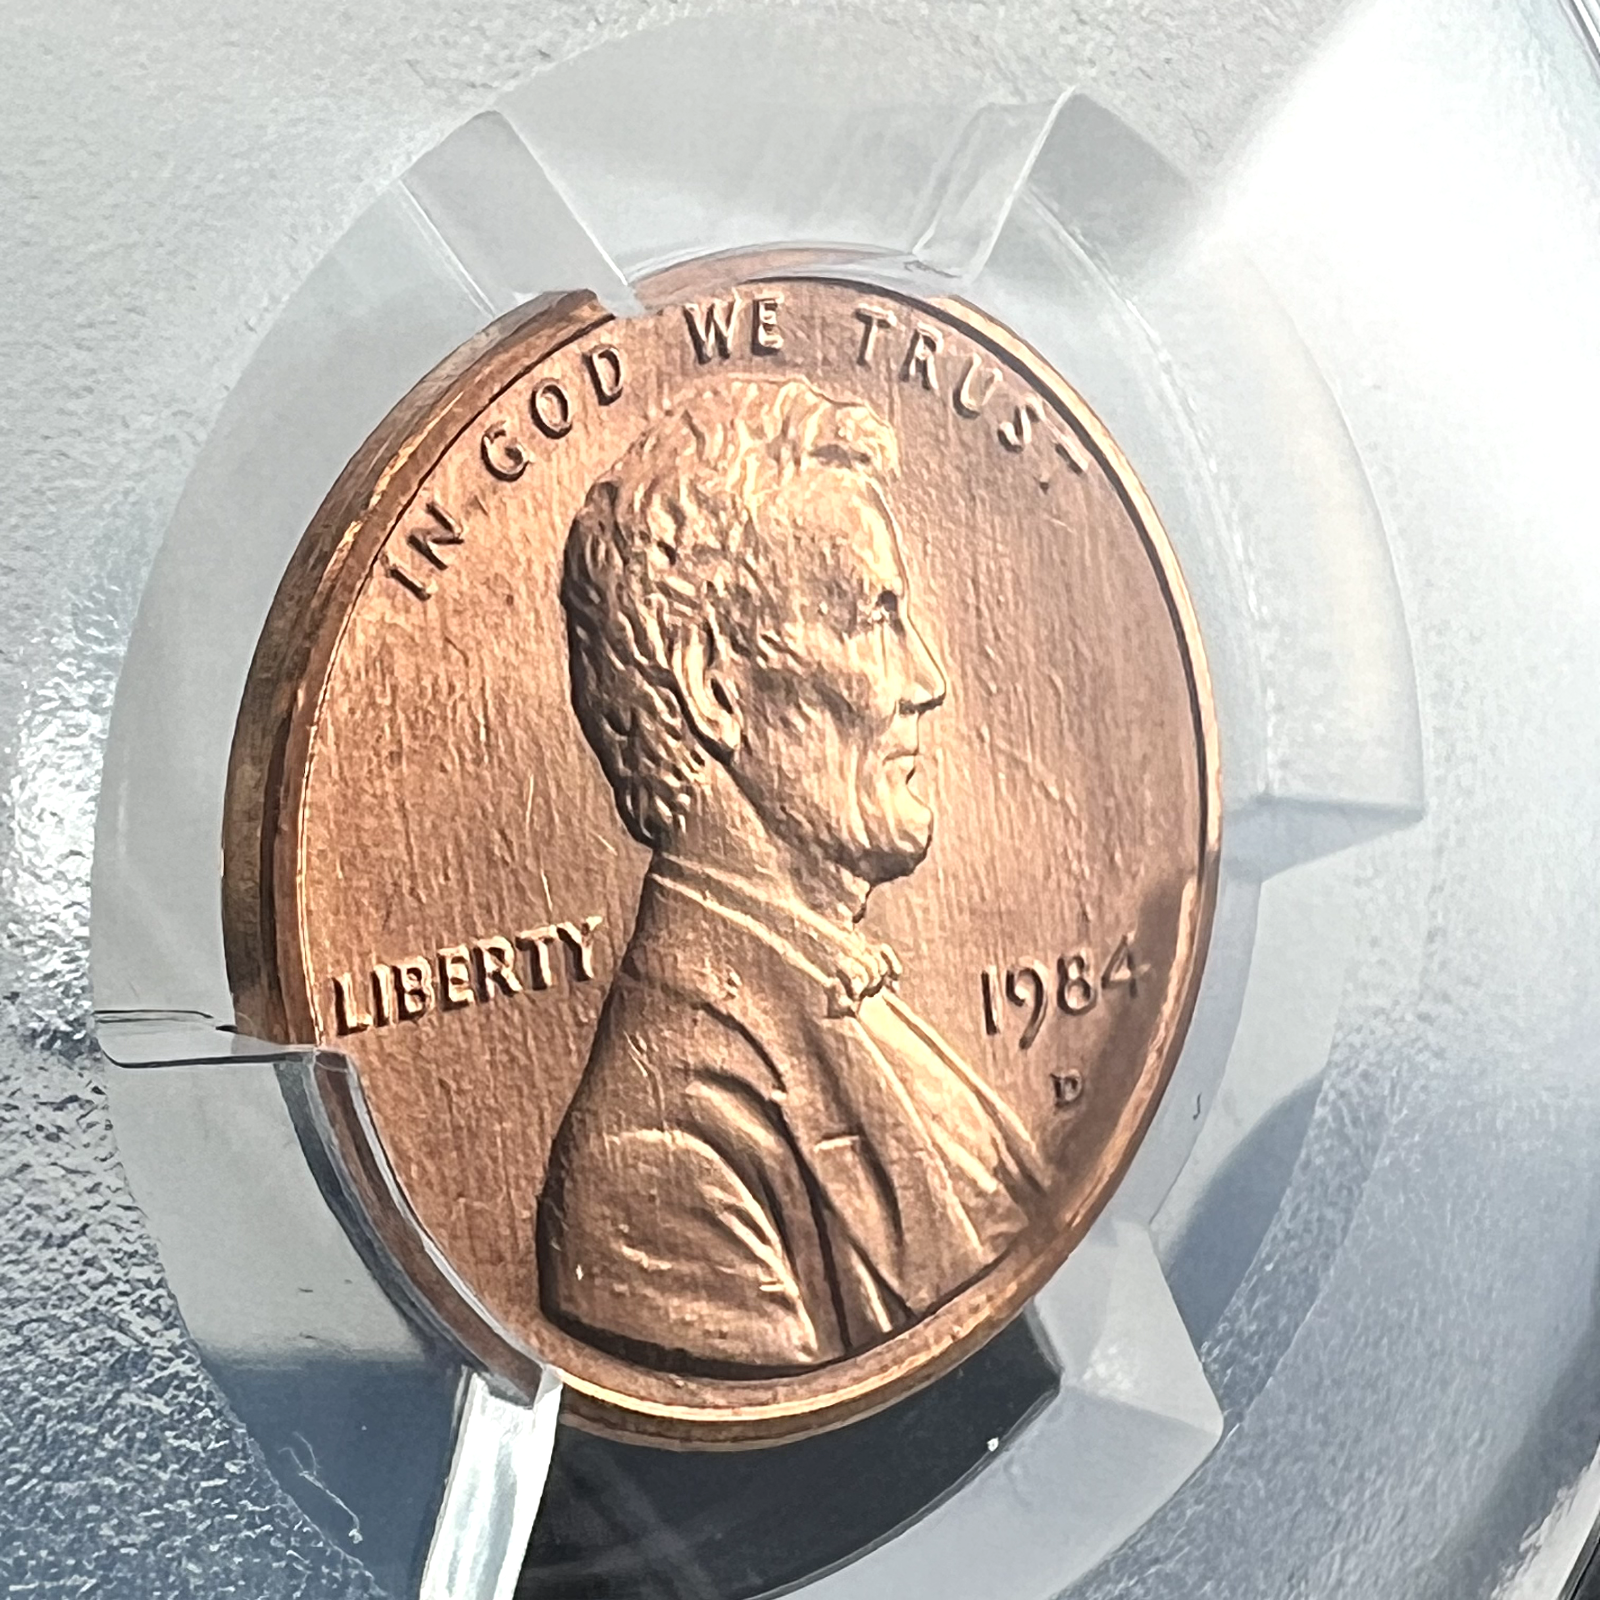 IN GOD WE TRUST
LIBERTY
1984
D